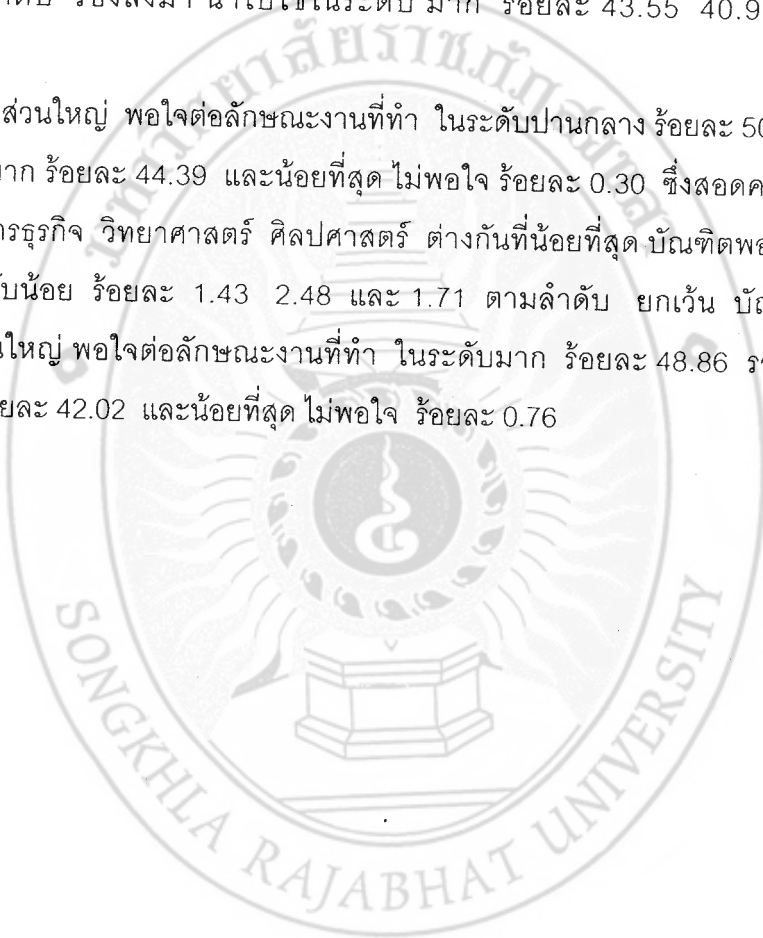 รองลงมา นำไปใช้ในระดับ มาก ร้อยละ 43.55 40.9
ส่วนใหญ่ พอใจต่อลักษณะงานที่ทำ ในระดับปานกลาง ร้อยละ 50
มาก ร้อยละ 44.39 และน้อยที่สุด ไม่พอใจ ร้อยละ 0.30 ซึ่งสอดค
ารธุรกิจ วิทยาศาสตร์ ศิลปศาสตร์ ต่างกันที่น้อยที่สุด บัณฑิตพอ
ับน้อย ร้อยละ 1.43 2.48 และ 1.71 ตามลำดับ ยกเว้น บัณ
นใหญ่ พอใจต่อลักษณะงานที่ทำ ในระดับมาก ร้อยละ 48.86 ร
ยละ 42.02 และน้อยที่สุด ไม่พอใจ ร้อยละ 0.76
SONGKHLA RAJABHAT UNIVERSITY